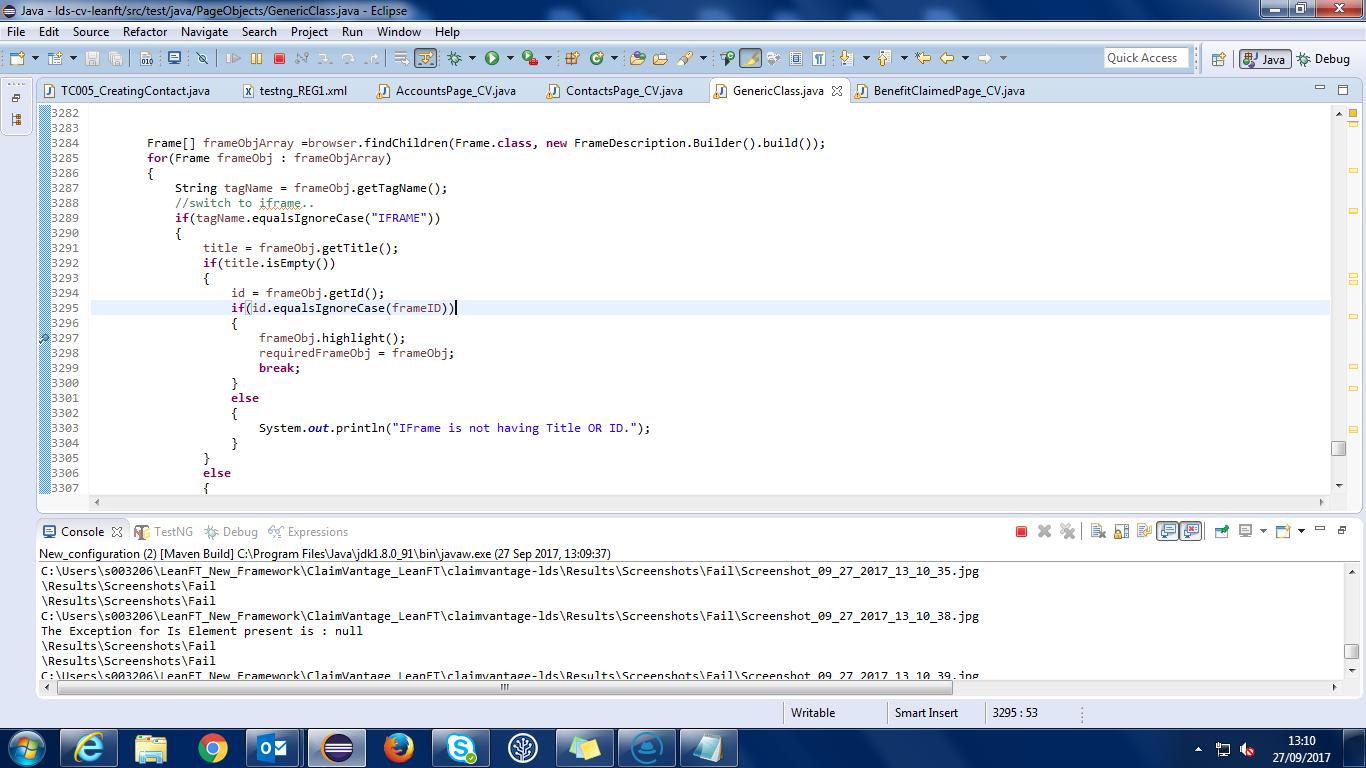 Java - lds-cv-leanft/src/test/java/PageObjects/GenericClass.java - Eclipse
File Edit Source Refactor Navigate Search Project Run Window Help
Quick Access
Java
Debug
TC005_CreatingContact.java
testng_REG1.xml
AccountsPage_CV.java
ContactsPage_CV.java
GenericClass.java
BenefitClaimedPage_CV.java
3282
3283
3284 Frame[] frameObjArray =browser.findChildren(Frame.class, new FrameDescription.Builder().build());
3285 for(Frame frameObj : frameObjArray)
3286 {
3287 String tagName = frameObj.getTagName();
3288 //switch to iframe..
3289 if(tagName.equalsIgnoreCase("IFRAME"))
3290 {
3291 title = frameObj.getTitle();
3292 if(title.isEmpty())
3293 {
3294 id = frameObj.getId();
3295 if(id.equalsIgnoreCase(frameID))
3296 {
3297 frameObj.highlight();
3298 requiredFrameObj = frameObj;
3299 break;
3300 }
3301 else
3302 {
3303 System.out.println("IFrame is not having Title OR ID.");
3304 }
3305 }
3306 else
3307 {
Console
TestNG
Debug
Expressions
New_configuration (2) [Maven Build] C:\Program Files\Java\jdk1.8.0_91\bin\javaw.exe (27 Sep 2017, 13:09:37)
C:\Users\s003206\LeanFT_New_Framework\ClaimVantage_LeanFT\claimvantage-lds\Results\Screenshots\Fail\Screenshot_09_27_2017_13_10_35.jpg
\Results\Screenshots\Fail
\Results\Screenshots\Fail
C:\Users\s003206\LeanFT_New_Framework\ClaimVantage_LeanFT\claimvantage-lds\Results\Screenshots\Fail\Screenshot_09_27_2017_13_10_38.jpg
The Exception for Is Element present is : null
\Results\Screenshots\Fail
\Results\Screenshots\Fail
C:\Users\s003206\LeanFT_New_Framework\ClaimVantage_LeanFT\claimvantage-lds\Results\Screenshots\Fail\Screenshot_09_27_2017_13_10_39.jpg
Writable
Smart Insert
3295 : 53
13:10
27/09/2017